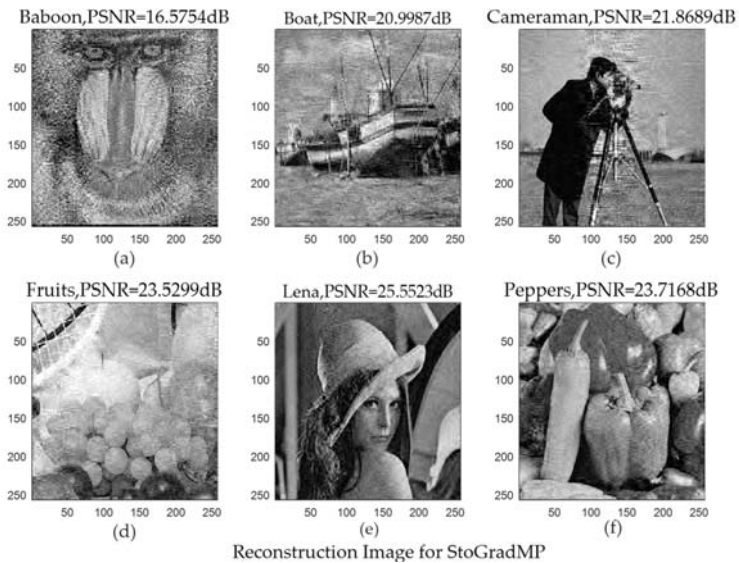 Baboon,PSNR=16.5754dB
50
100
150
200
250
50 100 150 200 250
(a)
Boat,PSNR=20.9987dB
50
100
150
200
250
50 100 150 200 250
(b)
Cameraman,PSNR=21.8689dB
50
100
150
200
250
50 100 150 200 250
(c)
Fruits,PSNR=23.5299dB
50
100
150
200
250
50 100 150 200 250
(d)
Lena,PSNR=25.5523dB
50
100
150
200
250
50 100 150 200 250
(e)
Peppers,PSNR=23.7168dB
50
100
150
200
250
50 100 150 200 250
(f)
Reconstruction Image for StoGradMP